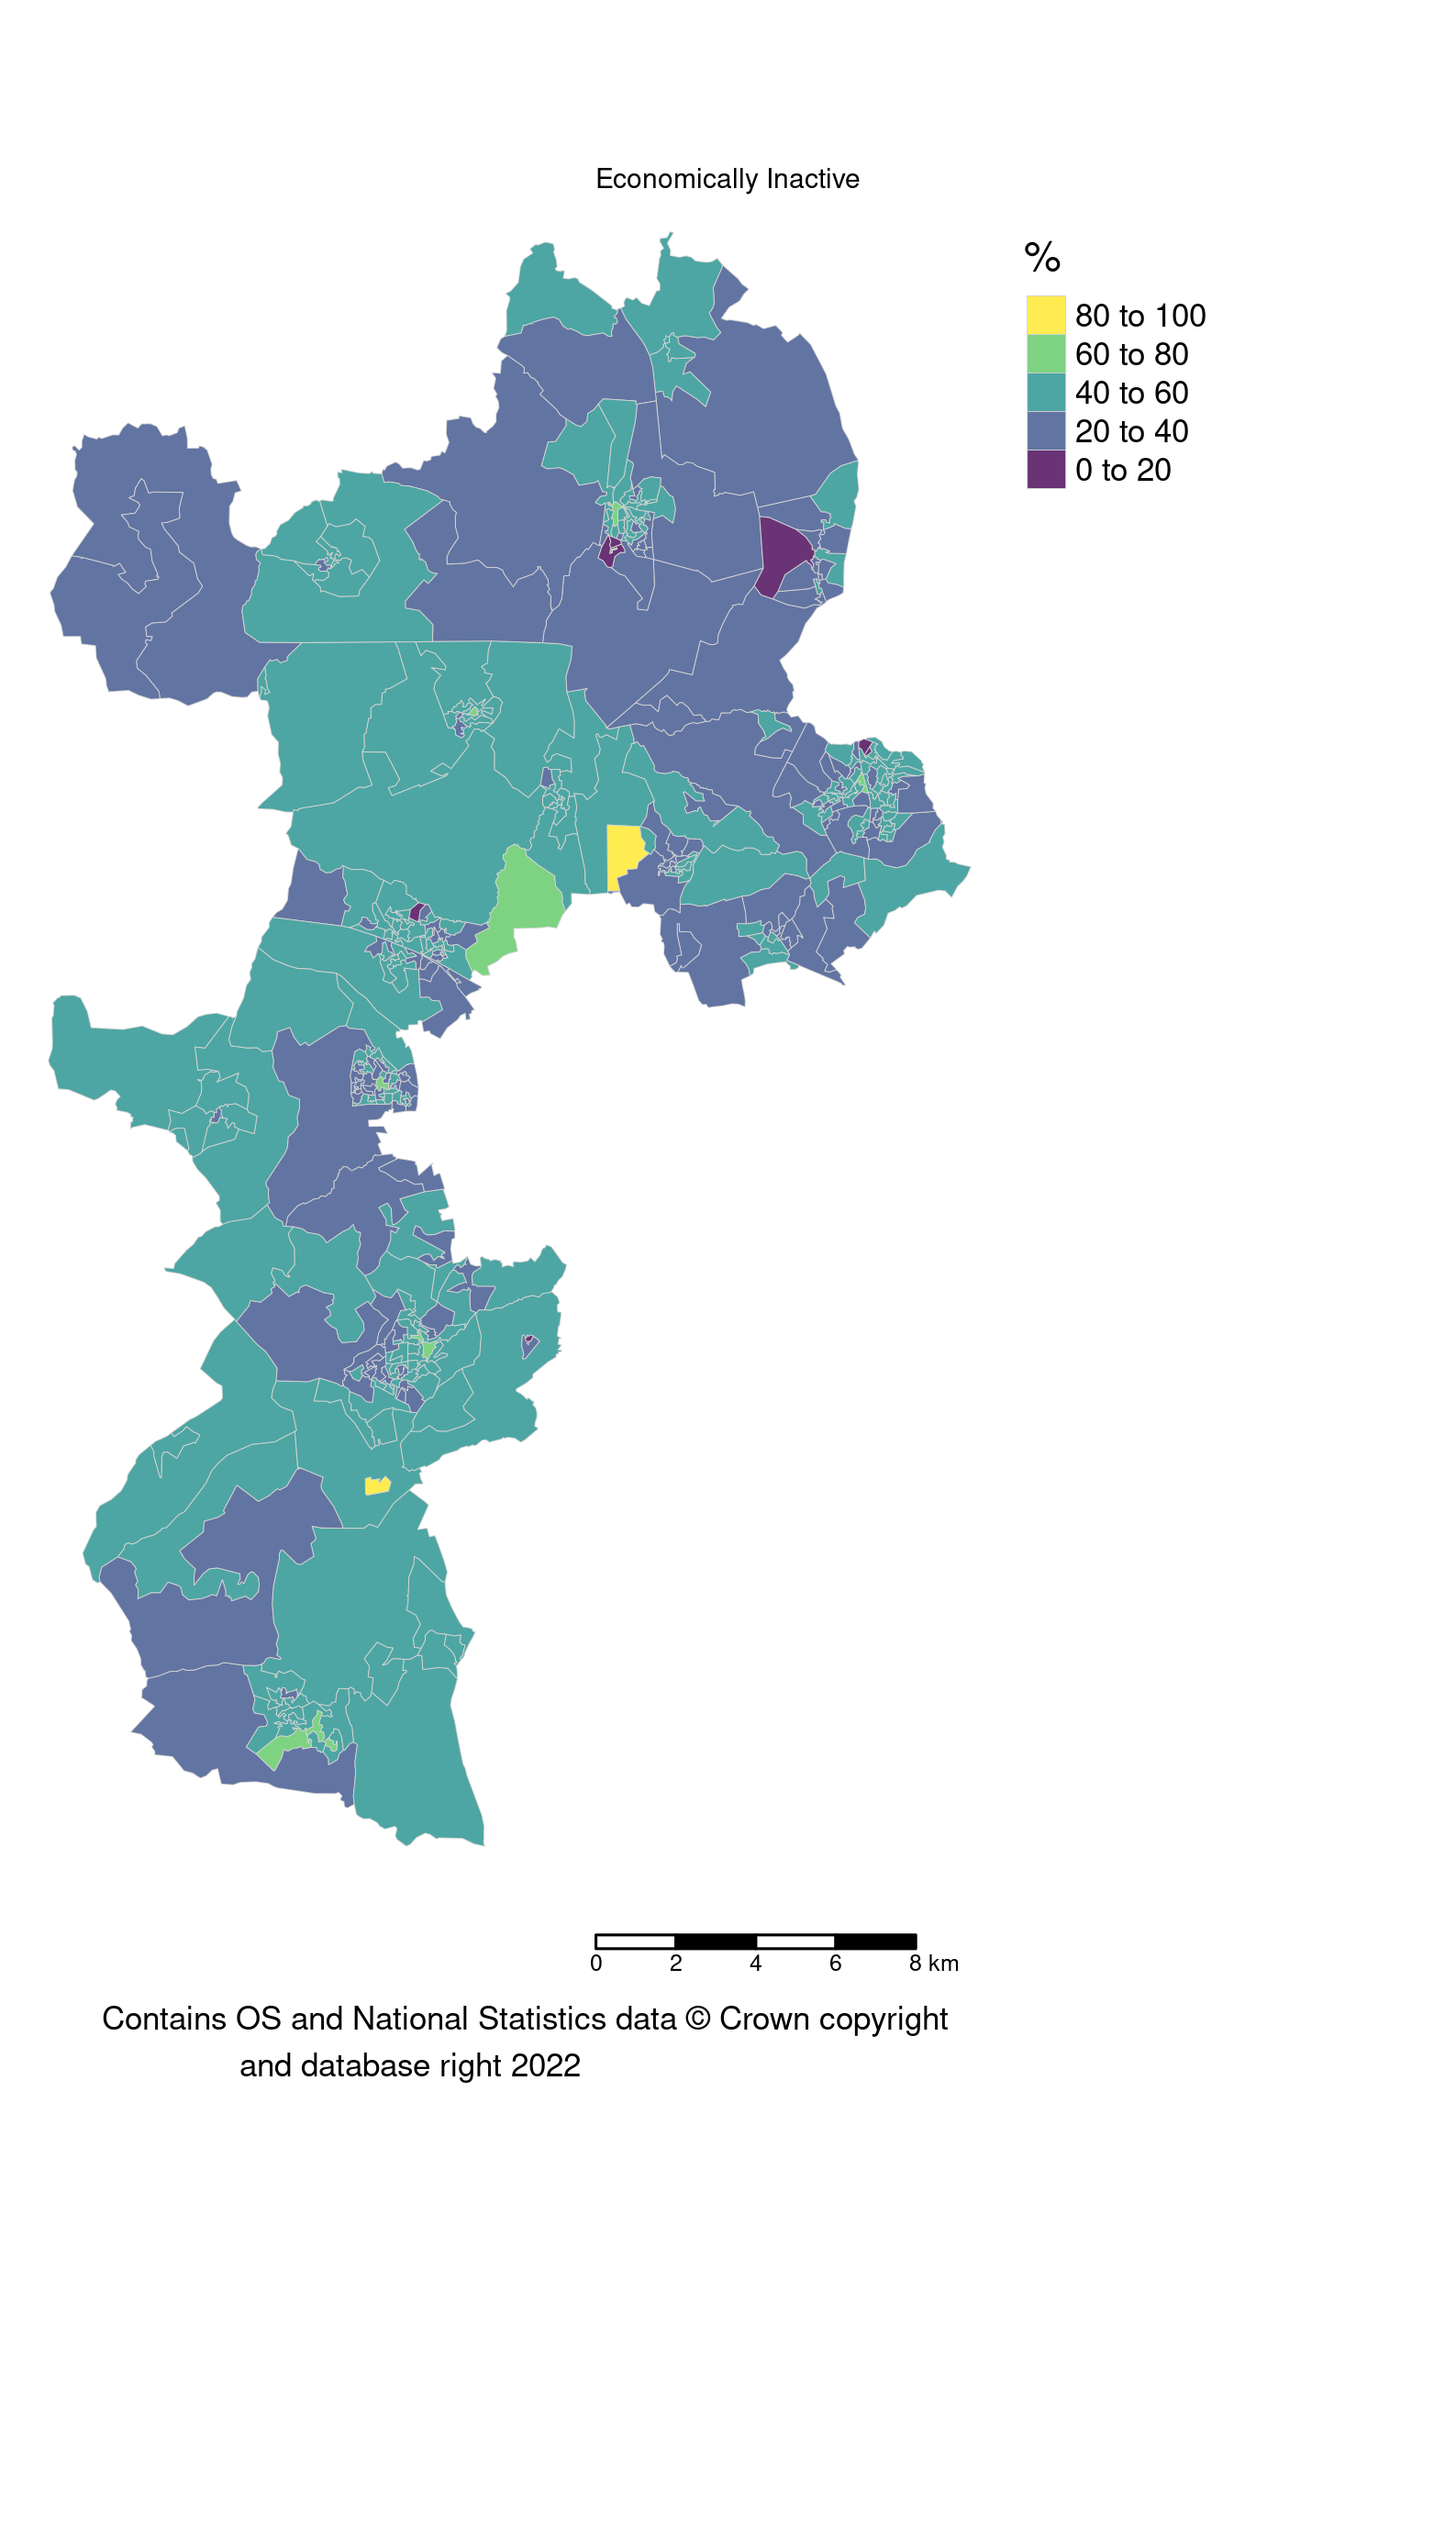 Economically Inactive
%
80 to 100
60 to 80
40 to 60
20 to 40
0 to 20
0 2 4 6 8 km
Contains OS and National Statistics data © Crown copyright
and database right 2022